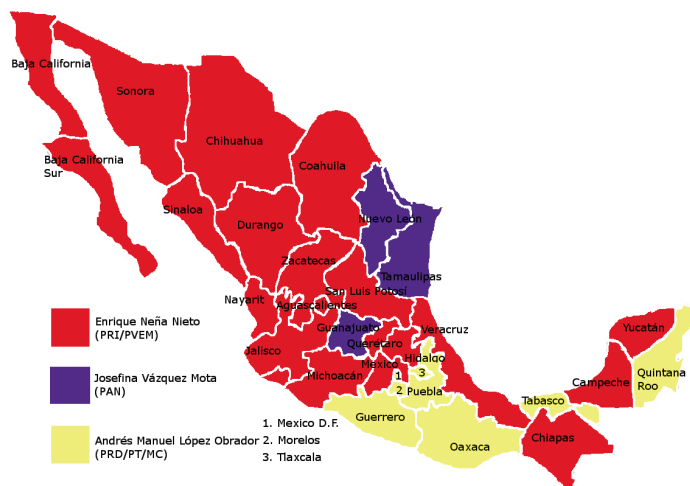 Baja California
Sonora
Chihuahua
Coahuila
Baja California
Sur
Sinaloa
Durango
Nuevo León
Zacatecas
Tamaulipas
San Luis Potosí
Nayarit
Aguascalientes
Guanajuato
Veracruz
Yucatán
Querétaro
Jalisco
Hidalgo
Mexico
Michoacán
1
3
2
Puebla
Campeche
Quintana
Roo
Tabasco
Guerrero
Oaxaca
Chiapas
Enrique Neña Nieto
(PRI/PVEM)
Josefina Vázquez Mota
(PAN)
Andrés Manuel López Obrador
(PRD/PT/MC)
1. Mexico D.F.
2. Morelos
3. Tlaxcala